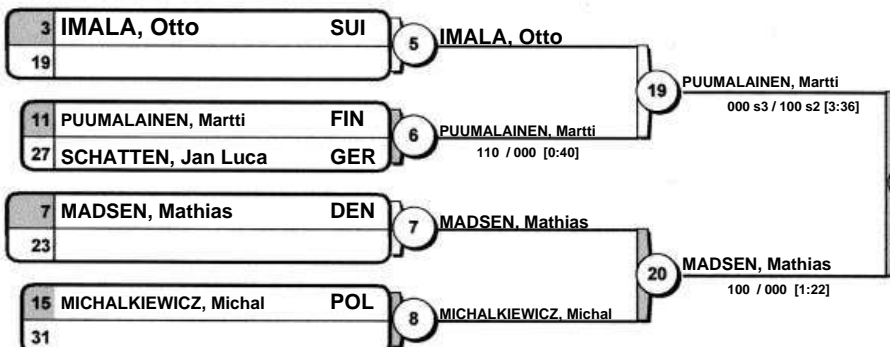 3 IMALA, Otto SUI
19
5 IMALA, Otto
11 PUUMALAINEN, Martti FIN
27 SCHATTEN, Jan Luca GER
6 PUUMALAINEN, Martti
110 / 000 [0:40]
19 PUUMALAINEN, Martti
000 s3 / 100 s2 [3:36]
7 MADSEN, Mathias DEN
23
7 MADSEN, Mathias
15 MICHALKIEWICZ, Michal POL
31
8 MICHALKIEWICZ, Michal
20 MADSEN, Mathias
100 / 000 [1:22]